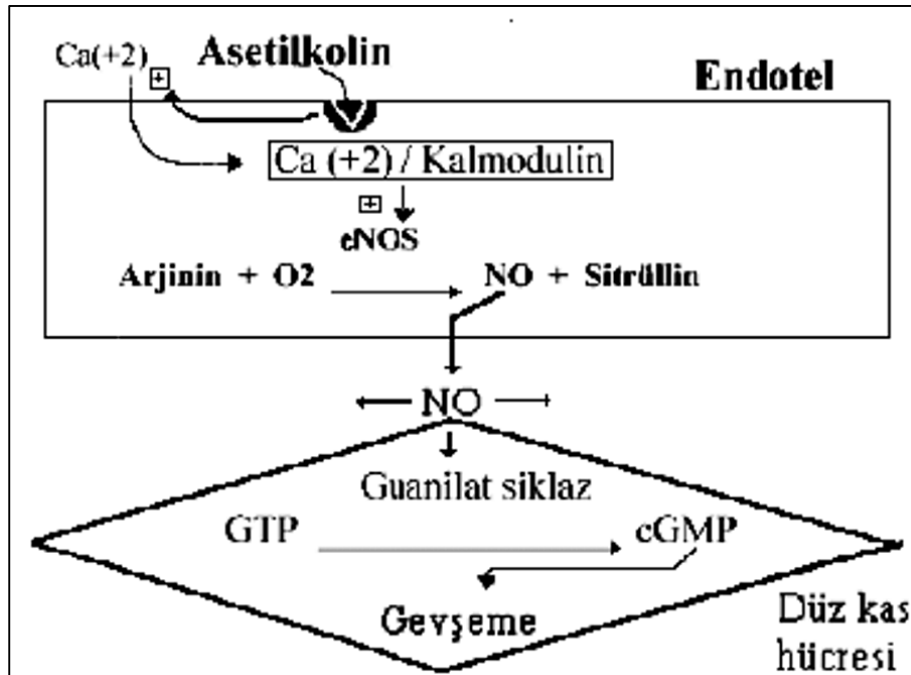 Ca(+2)
+
Asetilkolin
Endotel
Ca (+2) / Kalmodulin
+
eNOS
Arjinin + O2
NO + Sitrüllin
NO
Guanilat siklaz
GTP
cGMP
Gevşeme
Düz kas
hücresi